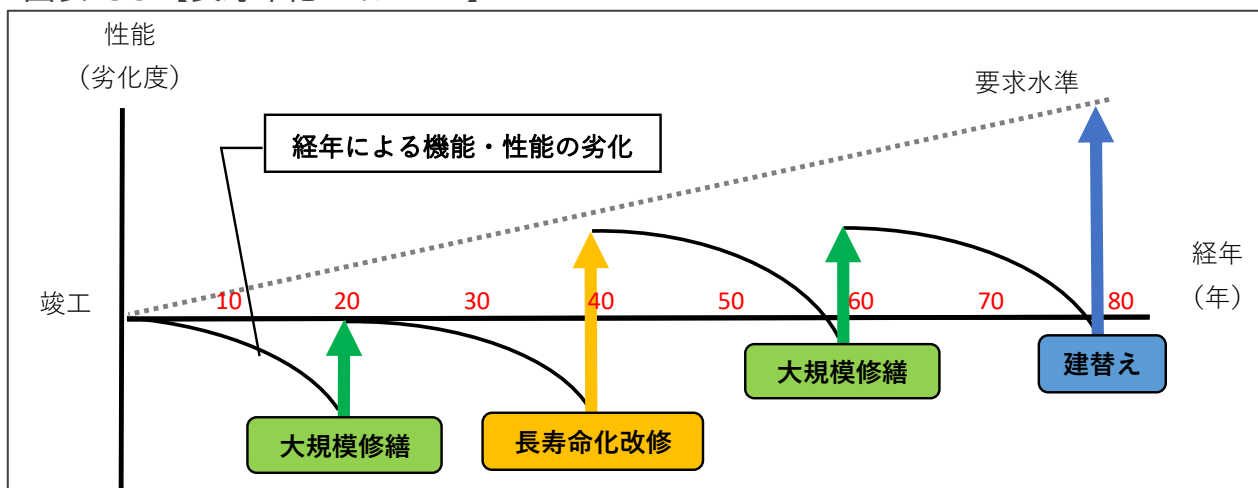 性能
（劣化度）
要求水準
経年による機能・性能の劣化
経年
（年）
竣工
10
20
30
40
50
60
70
80
大規模修繕
長寿命化改修
大規模修繕
建替え